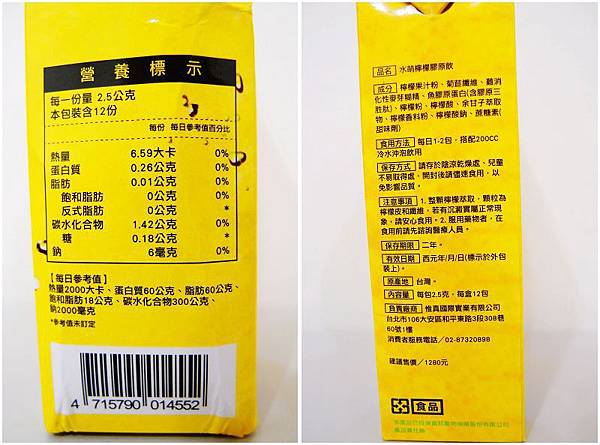 營養標示
每一份量 2.5公克
本包裝含12份
每份 每日參考值百分比
熱量 6.59大卡 0%
蛋白質 0.26公克 0%
脂肪 0.01公克 0%
飽和脂肪 0公克 0%
反式脂肪 0公克 *
碳水化合物 1.42公克 0%
糖 0.18公克 *
鈉 6毫克 0%
【每日參考值】
熱量2000大卡、蛋白質60公克、脂肪60公克、
飽和脂肪18公克、碳水化合物300公克、
鈉2000毫克
*參考值未訂定
4 715790 014552
品名 水萌檸檬膠原飲
成分 檸檬果汁粉、菊苣纖維、難消
化性麥芽糊精、魚膠原蛋白(含膠原三
胜肽)、檸檬粉、檸檬酸、余甘子萃取
物、檸檬香料粉、檸檬酸鈉、蔗糖素(
甜味劑)
食用方法 每日1-2包，搭配200CC
冷水沖泡飲用
保存方式 請存於陰涼乾燥處、兒童
不易取得處，開封後請儘速食用，以
免影響品質。
注意事項 1. 整顆檸檬萃取，顆粒為
檸檬皮和纖維，若有沉澱實屬正常現
象，請安心食用。2. 服用藥物者，在
食用前請先諮詢醫療人員。
保存期限 二年。
有效日期 西元年/月/日(標示於外包
裝上)。
原產地 台灣。
內容量 每包2.5克，每盒12包
負責廠商 惟真國際實業有限公司
台北市106大安區和平東路3段308巷
60號1樓
消費者服務電話／02-87320898
建議售價／1280元
食品